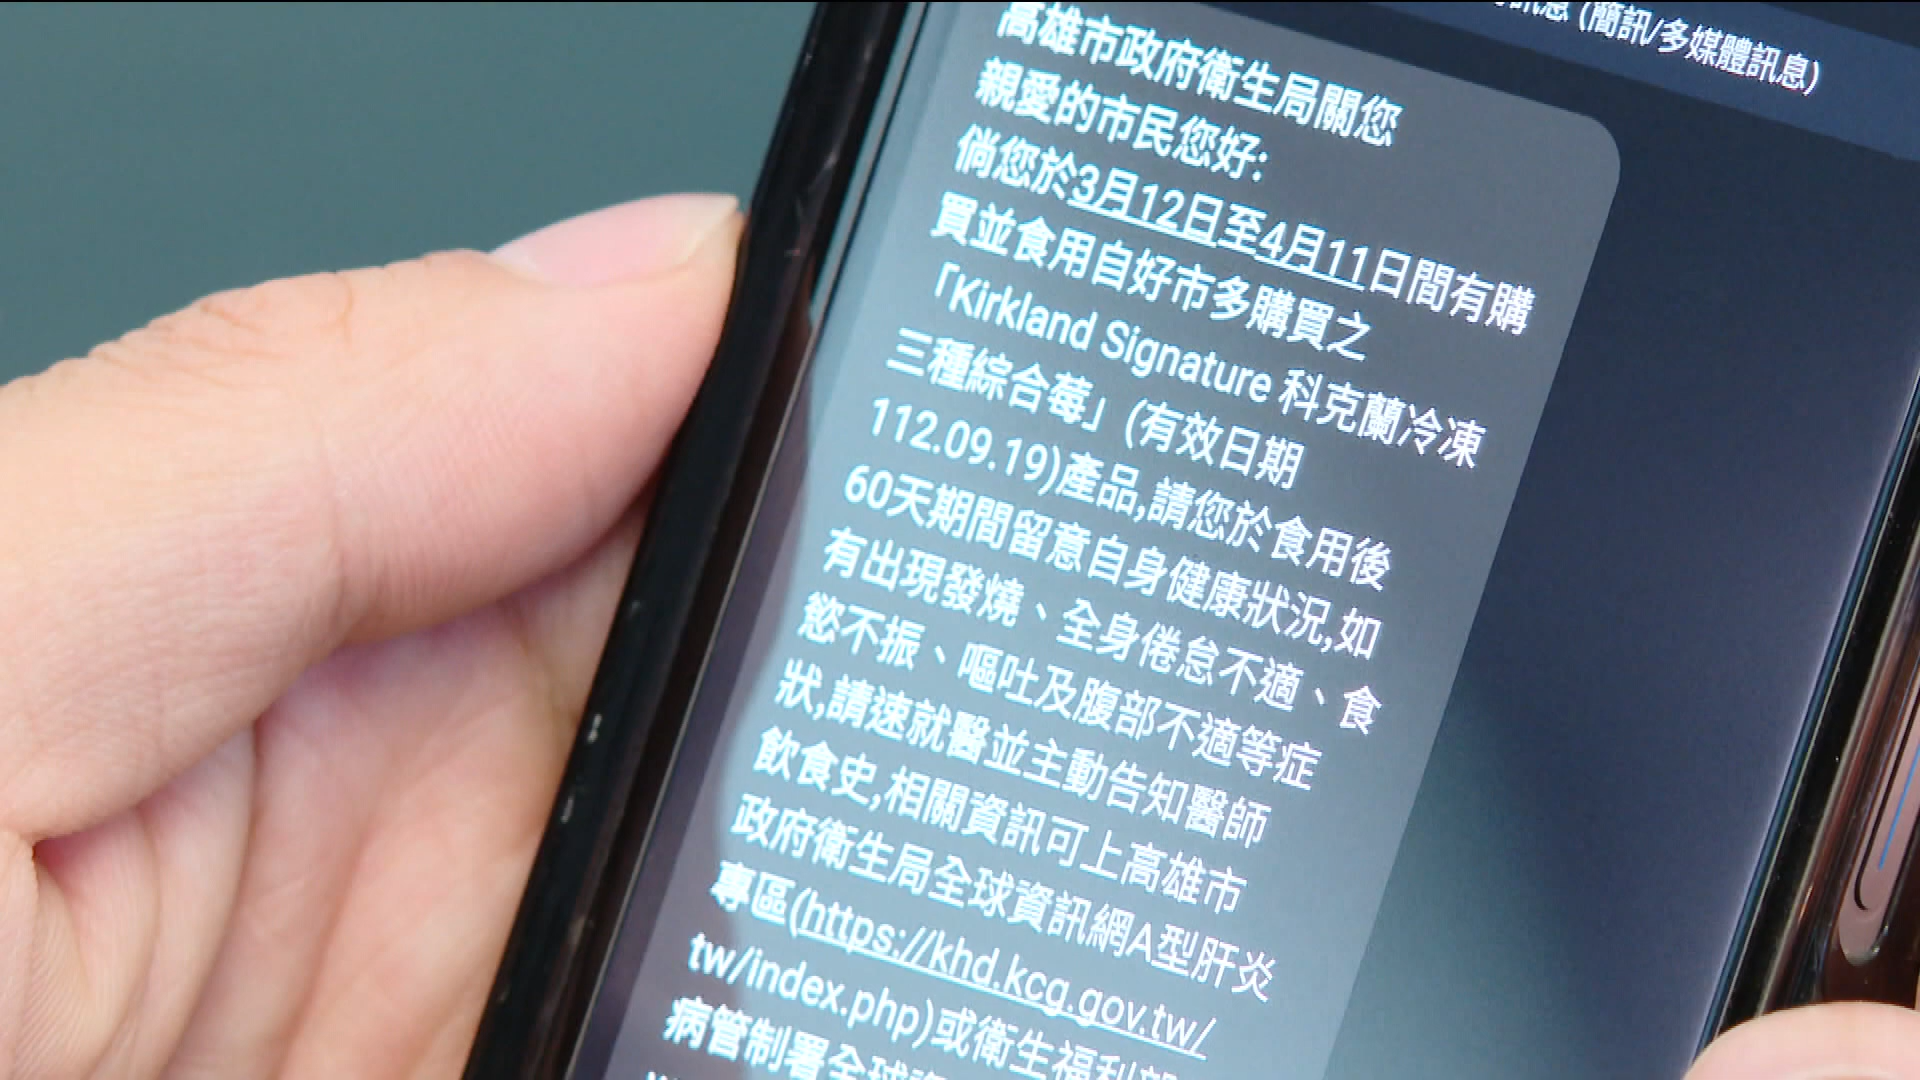 訊息 (簡訊/多媒體訊息)
高雄市政府衛生局關您
親愛的市民您好:
倘您於3月12日至4月11日間有購
買並食用自好市多購買之
「Kirkland Signature 科克蘭冷凍
三種綜合莓」(有效日期
112.09.19)產品,請您於食用後
60天期間留意自身健康狀況,如
有出現發燒、全身倦怠不適、食
慾不振、嘔吐及腹部不適等症
狀,請速就醫並主動告知醫師
飲食史,相關資訊可上高雄市
政府衛生局全球資訊網A型肝炎
專區(https://khd.kcg.gov.tw/
tw/index.php)或衛生福利部
病管制署全球資